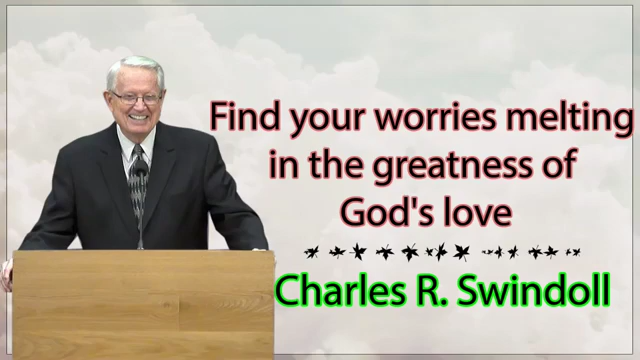 Find your worries melting
in the greatness of
God's love
Charles R. Swindoll